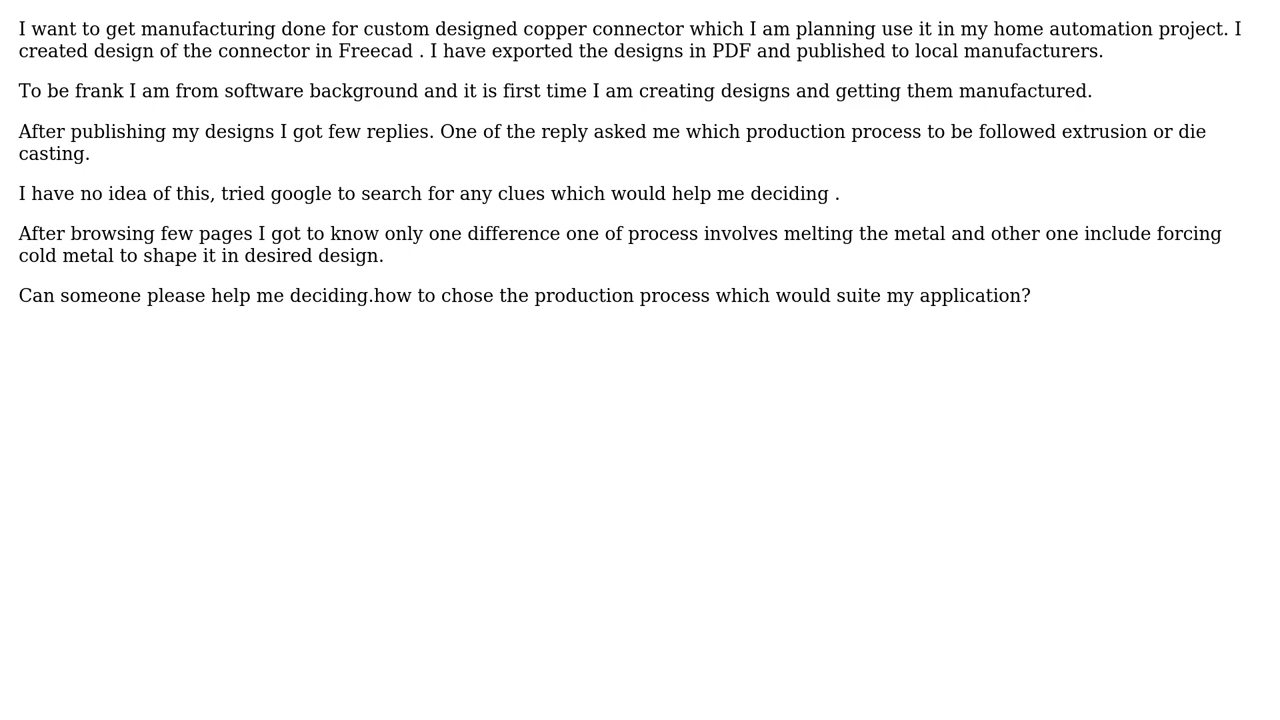 I want to get manufacturing done for custom designed copper connector which I am planning use it in my home automation project. I
created design of the connector in Freecad . I have exported the designs in PDF and published to local manufacturers.
To be frank I am from software background and it is first time I am creating designs and getting them manufactured.
After publishing my designs I got few replies. One of the reply asked me which production process to be followed extrusion or die
casting.
I have no idea of this, tried google to search for any clues which would help me deciding .
After browsing few pages I got to know only one difference one of process involves melting the metal and other one include forcing
cold metal to shape it in desired design.
Can someone please help me deciding.how to chose the production process which would suite my application?